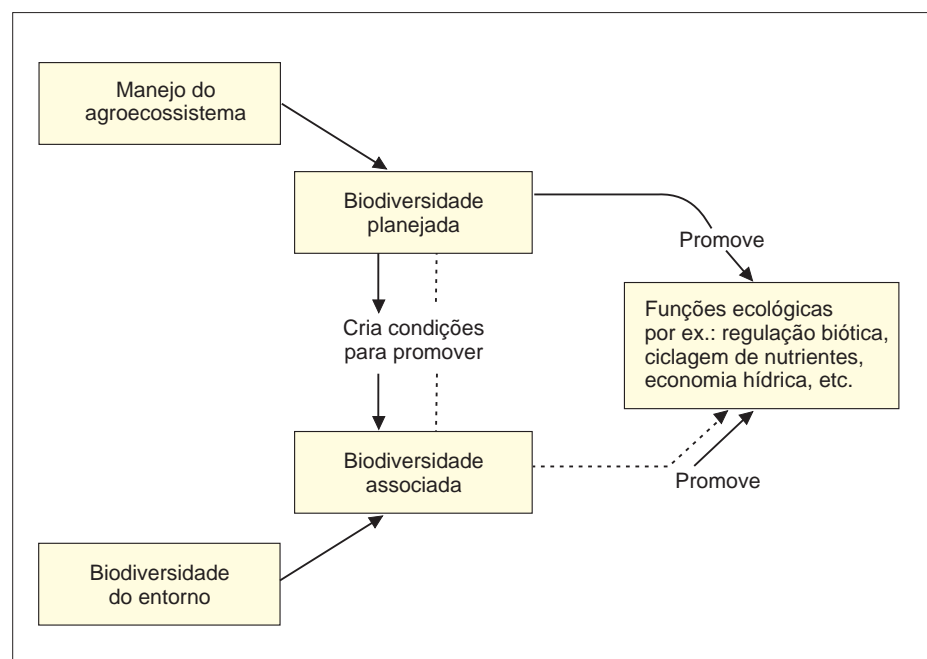 Manejo do
agroecossistema
Biodiversidade
planejada
Promove
Cria condições
para promover
Funções ecológicas
por ex.: regulação biótica,
ciclagem de nutrientes,
economia hídrica, etc.
Biodiversidade
associada
Promove
Biodiversidade
do entorno